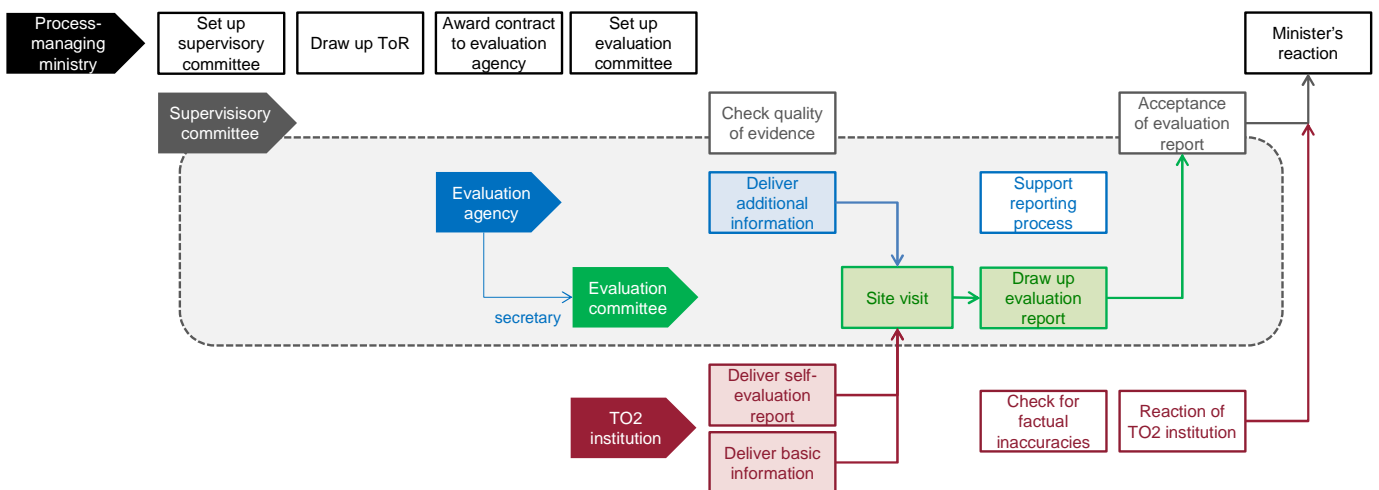 Process-
managing
ministry
Set up
supervisory
committee
Draw up ToR
Award contract
to evaluation
agency
Set up
evaluation
committee
Minister’s
reaction
Supervisisory
committee
Check quality
of evidence
Acceptance
of evaluation
report
Evaluation
agency
Deliver
additional
information
Support
reporting
process
secretary
Evaluation
committee
Site visit
Draw up
evaluation
report
TO2
institution
Deliver self-
evaluation
report
Deliver basic
information
Check for
factual
inaccuracies
Reaction of
TO2 institution